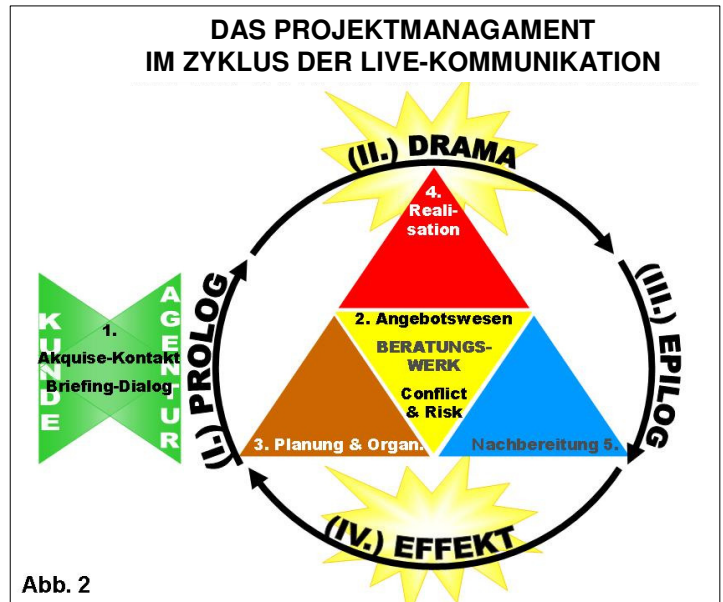 DAS PROJEKTMANAGAMENT
IM ZYKLUS DER LIVE-KOMMUNIKATION
(II.) DRAMA
4.
Reali-
sation
(III.) EPILOG
(I.) PROLOG
KUNDE
AGENTUR
1.
Akquise-Kontakt
Briefing-Dialog
2. Angebotswesen
BERATUNGS-
WERK
Conflict
& Risk
3. Planung & Organ.
Nachbereitung 5.
(IV.) EFFEKT
Abb. 2